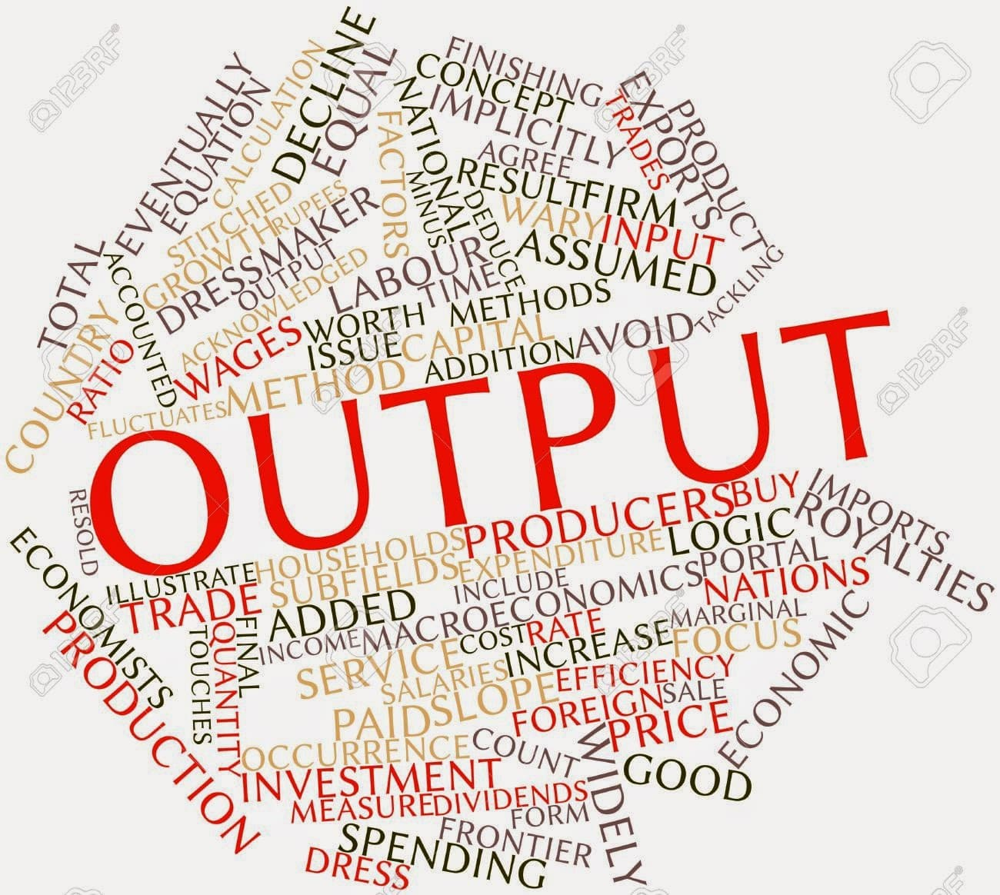 FINISHING
CONCEPT
IMPLICITLY
EXPORTS
TRADES
PRODUCT
CALCULATION
DECLINE
EQUAL
EVENTUALLY
EQUATION
NATIONAL
FACTORS
MINUS
AGREE
RESULT
FIRM
DEDUCE
WARY
INPUT
STITCHED
RUPEES
GROWTH
DRESSMAKER
ASSUMED
TACKLING
TOTAL
ACCOUNTED
OUTPUT
LABOUR
TIME
ACKNOWLEDGED
WAGES
WORTH
METHODS
COUNTRY
RATIO
ISSUE
CAPITAL
AVOID
FLUCTUATES
METHOD
ADDITION
OUTPUT
RESOLD
PRODUCERS
BUY
IMPORTS
ROYALTIES
ECONOMISTS
HOUSEHOLDS
EXPENDITURE
LOGIC
ILLUSTRATE
SUBFIELDS
INCLUDE
PORTAL
TRADE
ADDED
MACROECONOMICS
NATIONS
PRODUCTION
TOUCHES
QUANTITY
FINAL
INCOME
COST
RATE
MARGINAL
SERVICE
INCREASE
FOCUS
ECONOMIC
SALARIES
EFFICIENCY
PAID
SLOPE
FOREIGN
SALE
PRICE
OCCURRENCE
COUNT
WIDELY
GOOD
INVESTMENT
MEASURE
DIVIDENDS
FORM
SPENDING
FRONTIER
DRESS
123RF
123RF
123RF
123RF
123RF
123RF
123RF